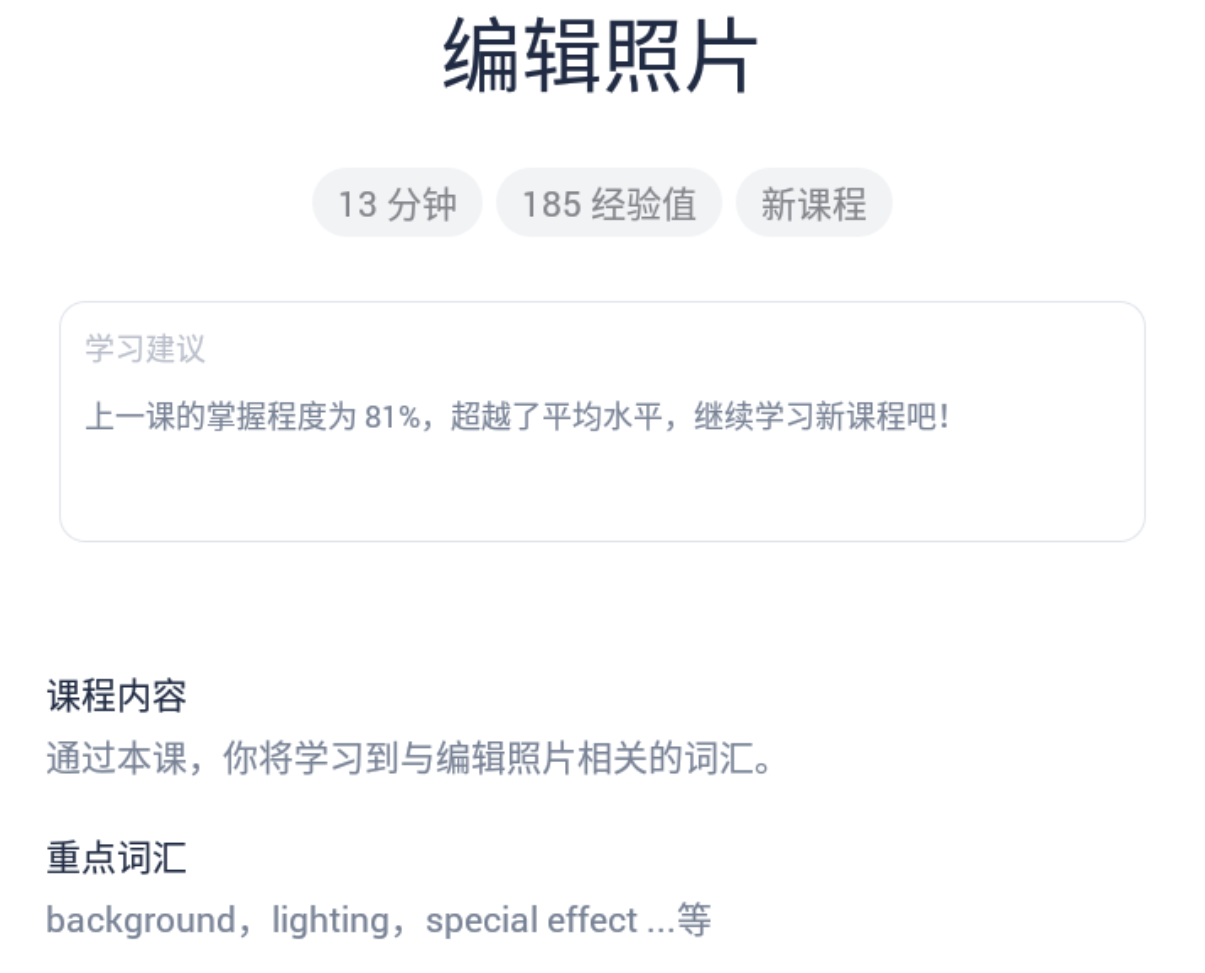 编辑照片
13 分钟 185 经验值 新课程
学习建议
上一课的掌握程度为 81%，超越了平均水平，继续学习新课程吧！
课程内容
通过本课，你将学习到与编辑照片相关的词汇。
重点词汇
background，lighting，special effect ...等